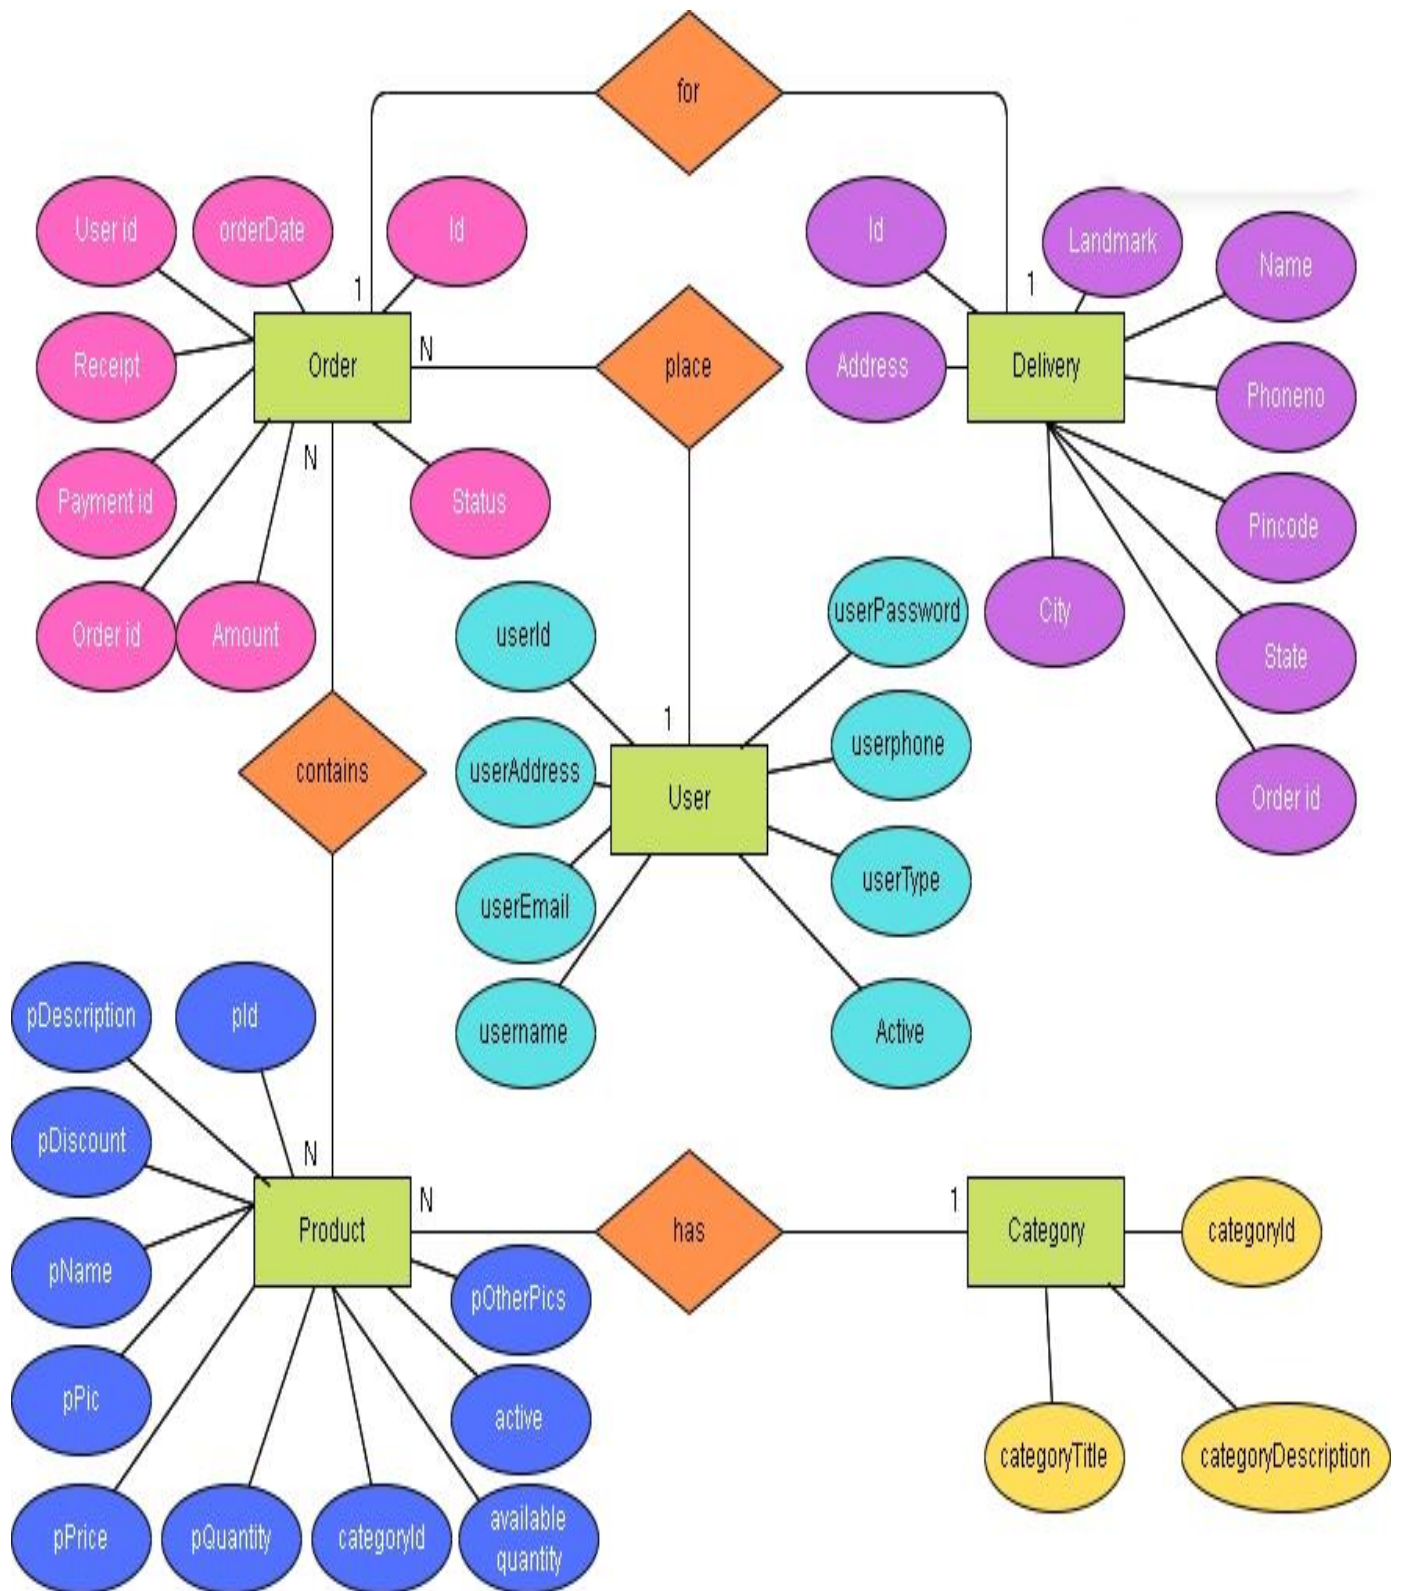 for
User id
orderDate
Id
Id
Landmark
Name
1
1
Receipt
Order
N
place
Address
Delivery
Phoneno
N
Payment id
Status
Pincode
Order id
Amount
userId
userPassword
City
State
1
userphone
contains
userAddress
User
Order id
userType
userEmail
pDescription
pId
username
Active
pDiscount
N
Product
N
has
1
Category
categoryId
pName
pOtherPics
pPic
active
categoryTitle
categoryDescription
pPrice
pQuantity
categoryId
available
quantity